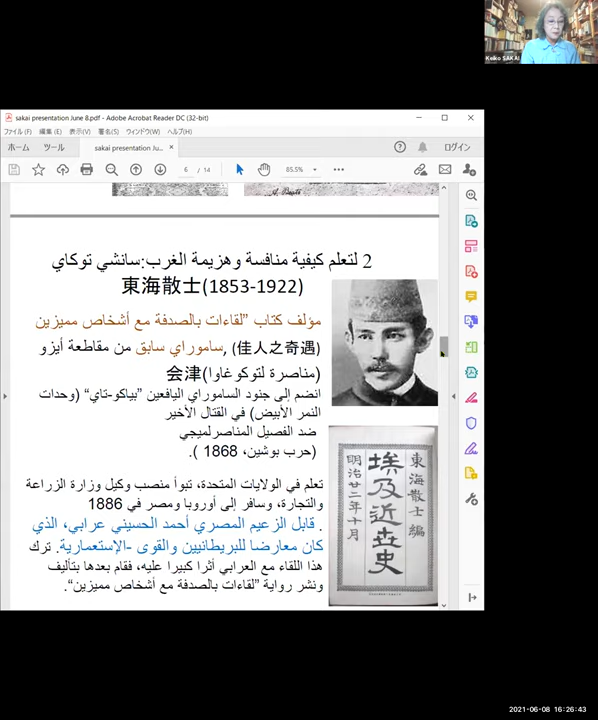 Keiko SAKAI
sakai presentation June 8.pdf - Adobe Acrobat Reader DC (32-bit)
ファイル(F) 編集(E) 表示(V) 署名(S) ウィンドウ(W) ヘルプ(H)
ホーム ツール sakai presentation Ju... × ログイン
6 / 14 85.5%
2 لتعلم كيفية منافسة وهزيمة الغرب:سانشي توكاي
東海散士(1853-1922)
مؤلف كتاب ”لقاءات بالصدفة مع أشخاص مميزين
(佳人之奇遇) ,ساموراي سابق من مقاطعة أيزو
会津(مناصرة لتوكوغاوا)
انضم إلى جنود الساموراي اليافعين ”بياكو-تاي“ (وحدات
النمر الأبيض) في القتال الأخير
ضد الفصيل المناصرلميجي
(حرب بوشين، 1868 ).
تعلم في الولايات المتحدة، تبوأ منصب وكيل وزارة الزراعة
والتجارة، وسافر إلى أوروبا ومصر في 1886
. قابل الزعيم المصري أحمد الحسيني عرابي، الذي
كان معارضا للبريطانيين والقوى -الإستعمارية. ترك
هذا اللقاء مع العرابي أثرا كبيرا عليه، فقام بعدها بتأليف
ونشر رواية ”لقاءات بالصدفة مع أشخاص مميزين“.
東海散士編
埃及近世史
明治廿二年十月
2021-06-08 16:26:43